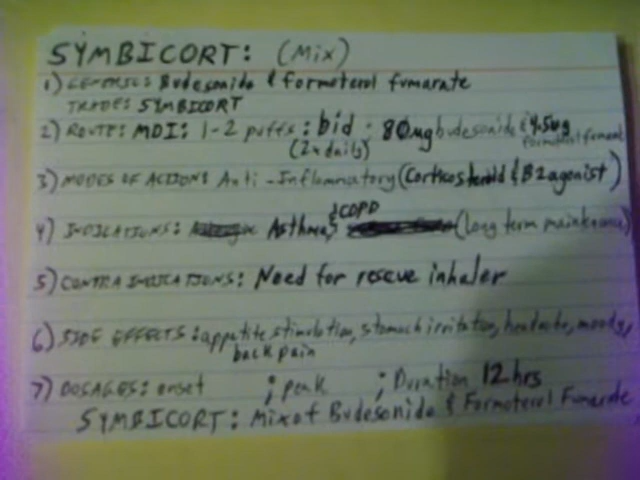 SYMBICORT: (Mix)
1) GENERIC: Budesonide & Formoterol fumarate
TRADE: SYMBICORT
2) ROUTE: MDI: 1-2 puffs: bid · 80ug budesonide & 4.5ug
(2x daily) formoterol fumarate
3) MODES OF ACTION: Anti-Inflammatory (Corticosteroid & B2 agonist)
4) INDICATIONS: Asthma, & COPD (long term maintenance)
5) CONTRAINDICATIONS: Need for rescue inhaler
6) SIDE EFFECTS: appetite stimulation, stomach irritation, headache, moody,
back pain
7) DOSAGES: onset ; peak ; Duration 12 hrs
SYMBICORT: Mix of Budesonide & Formoterol Fumarate